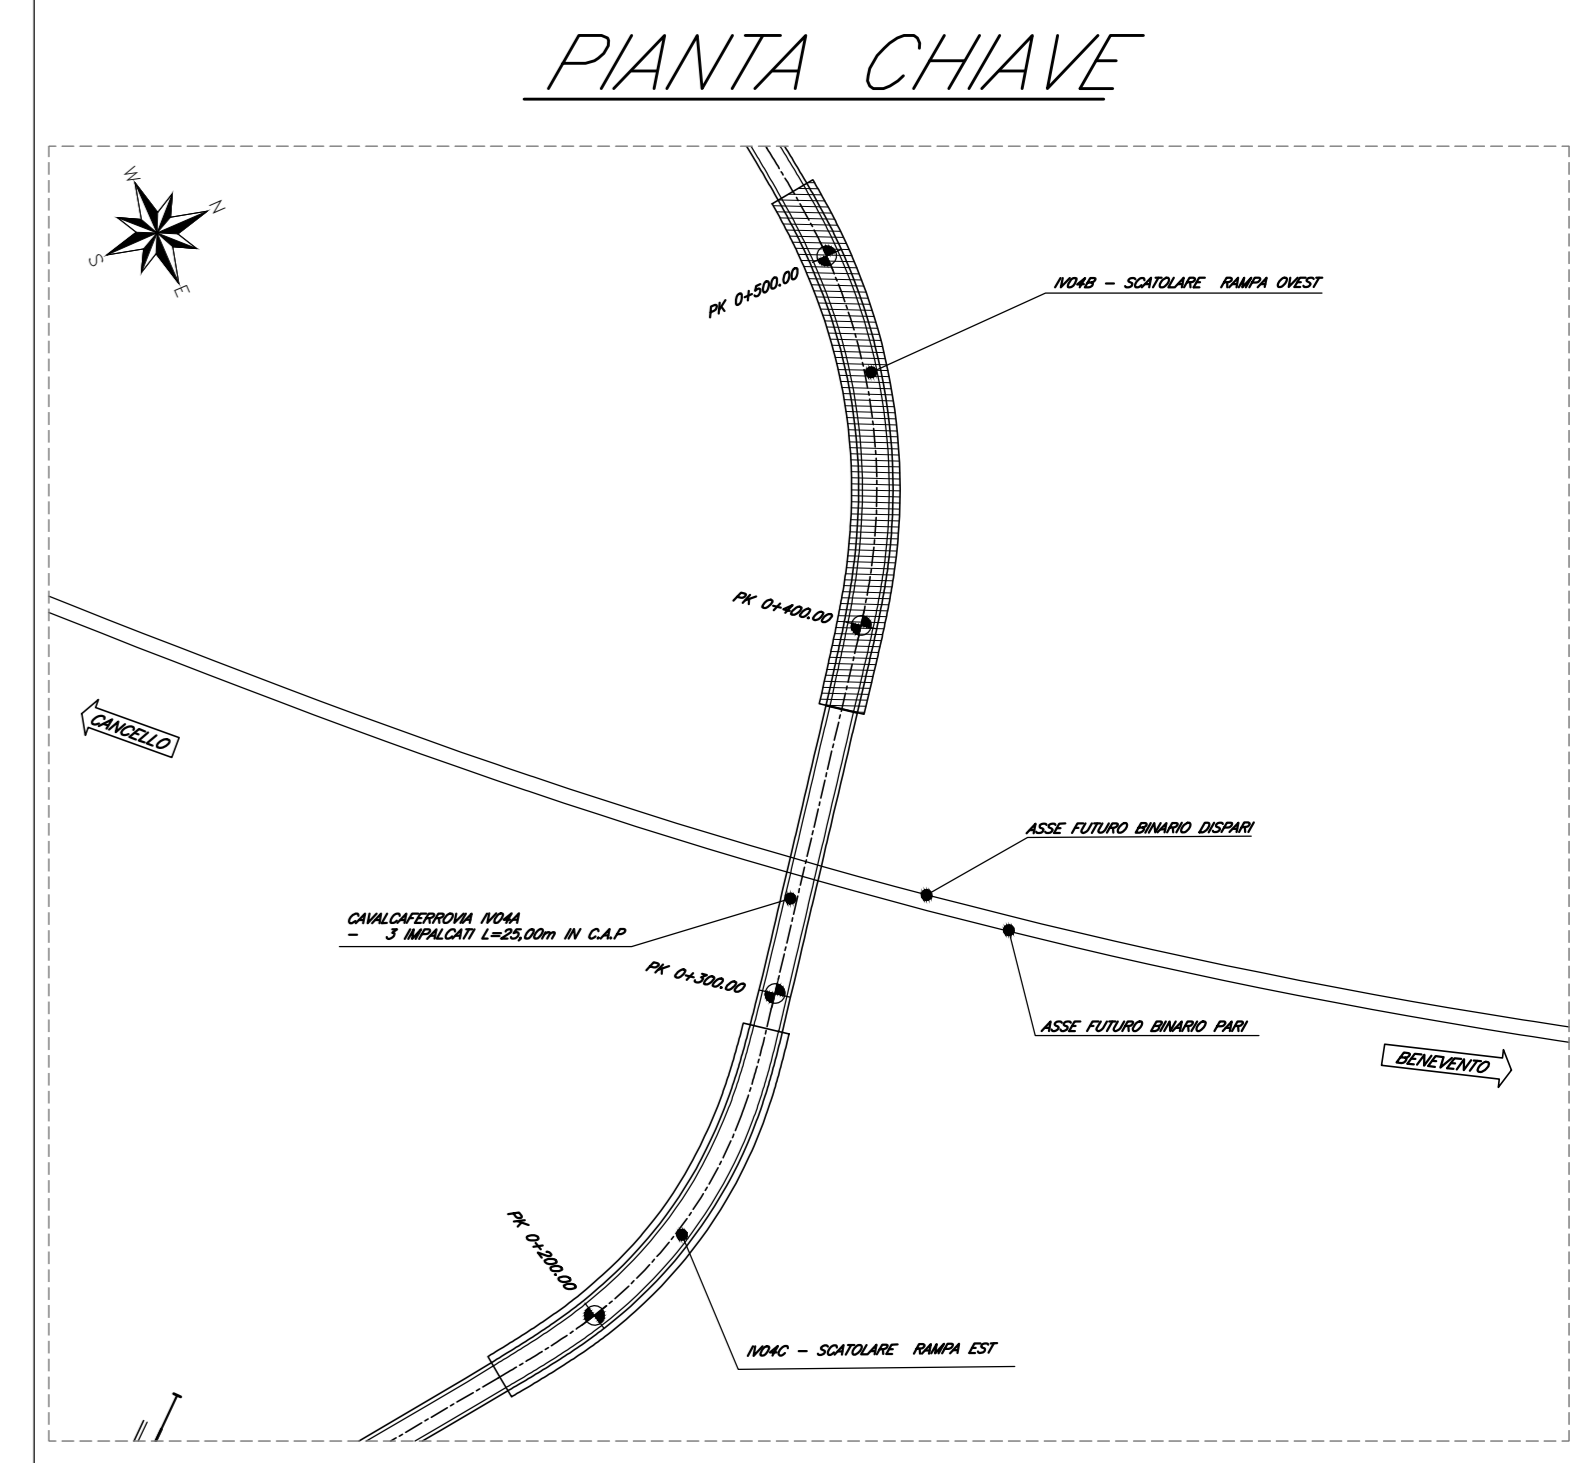 PIANTA CHIAVE
W
N
S
E
PK 0+500.00
IV04B - SCATOLARE RAMPA OVEST
PK 0+400.00
CANCELLO
ASSE FUTURO BINARIO DISPARI
CAVALCAFERROVIA IV04A
- 3 IMPALCATI L=25,00m IN C.A.P
PK 0+300.00
ASSE FUTURO BINARIO PARI
BENEVENTO
PK 0+200.00
IV04C - SCATOLARE RAMPA EST